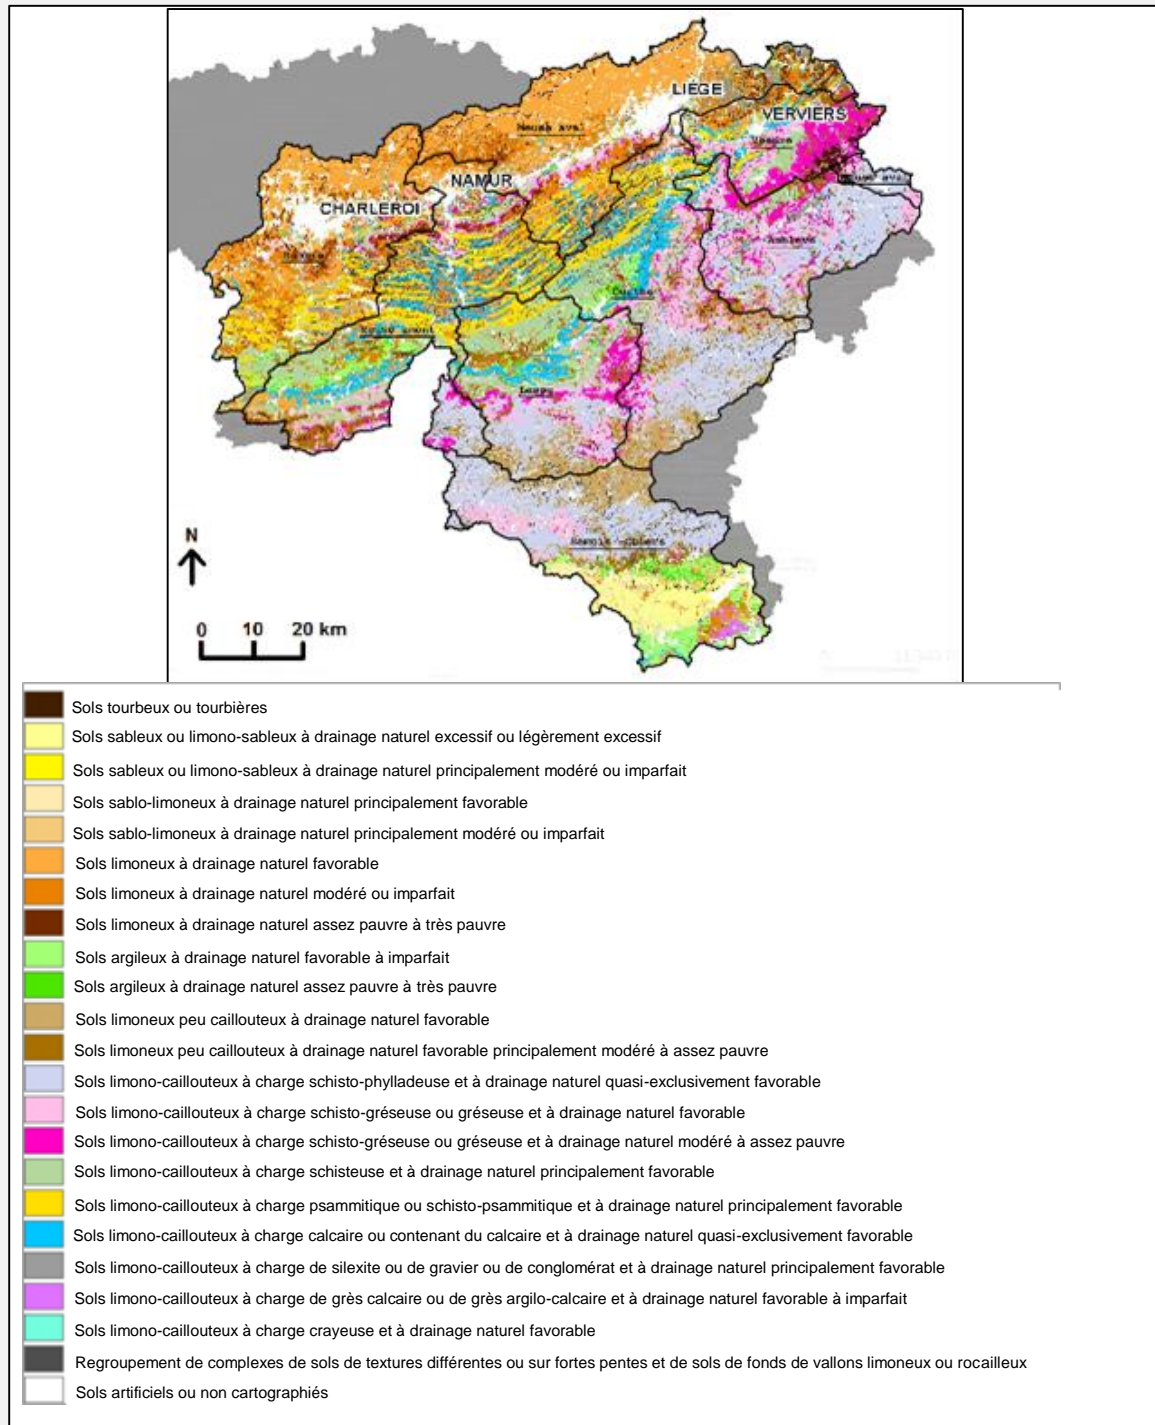 LIEGE
VERVIERS
Meuse aval
Vesdre
NAMUR
CHARLEROI
Amblève
Sambre
Ourthe
Meuse amont
Lesse
Semois-Chiers
N
0 10 20 km
Sols tourbeux ou tourbières
Sols sableux ou limono-sableux à drainage naturel excessif ou légèrement excessif
Sols sableux ou limono-sableux à drainage naturel principalement modéré ou imparfait
Sols sablo-limoneux à drainage naturel principalement favorable
Sols sablo-limoneux à drainage naturel principalement modéré ou imparfait
Sols limoneux à drainage naturel favorable
Sols limoneux à drainage naturel modéré ou imparfait
Sols limoneux à drainage naturel assez pauvre à très pauvre
Sols argileux à drainage naturel favorable à imparfait
Sols argileux à drainage naturel assez pauvre à très pauvre
Sols limoneux peu caillouteux à drainage naturel favorable
Sols limoneux peu caillouteux à drainage naturel favorable principalement modéré à assez pauvre
Sols limono-caillouteux à charge schisto-phylladeuse et à drainage naturel quasi-exclusivement favorable
Sols limono-caillouteux à charge schisto-gréseuse ou gréseuse et à drainage naturel favorable
Sols limono-caillouteux à charge schisto-gréseuse ou gréseuse et à drainage naturel modéré à assez pauvre
Sols limono-caillouteux à charge schisteuse et à drainage naturel principalement favorable
Sols limono-caillouteux à charge psammitique ou schisto-psammitique et à drainage naturel principalement favorable
Sols limono-caillouteux à charge calcaire ou contenant du calcaire et à drainage naturel quasi-exclusivement favorable
Sols limono-caillouteux à charge de silexite ou de gravier ou de conglomérat et à drainage naturel principalement favorable
Sols limono-caillouteux à charge de grès calcaire ou de grès argilo-calcaire et à drainage naturel favorable à imparfait
Sols limono-caillouteux à charge crayeuse et à drainage naturel favorable
Regroupement de complexes de sols de textures différentes ou sur fortes pentes et de sols de fonds de vallons limoneux ou rocailleux
Sols artificiels ou non cartographiés